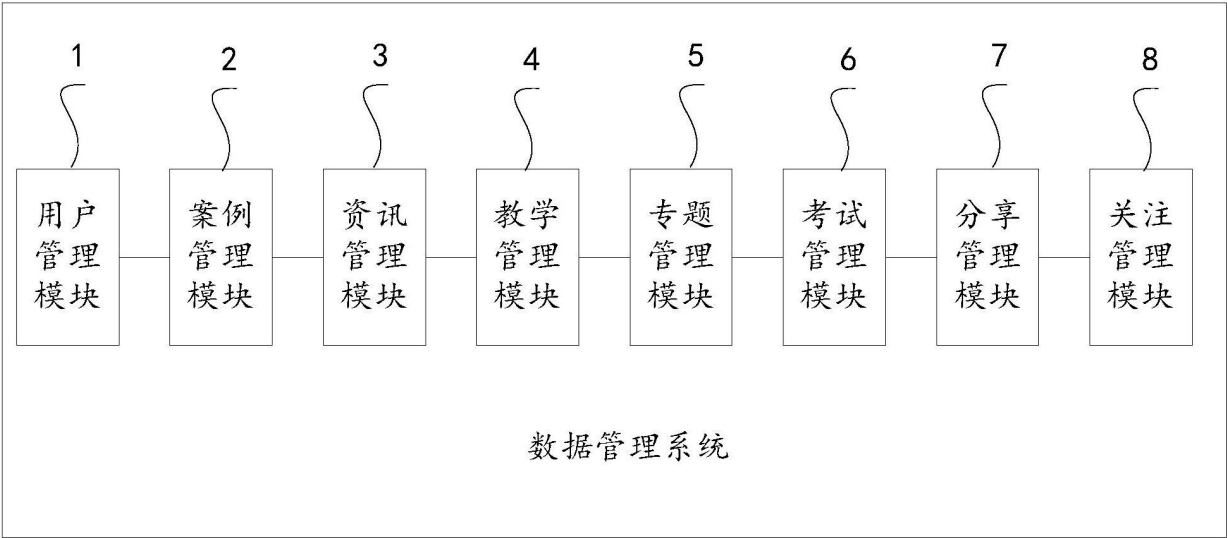 1 2 3 4 5 6 7 8
用户
管理
模块
案例
管理
模块
资讯
管理
模块
教学
管理
模块
专题
管理
模块
考试
管理
模块
分享
管理
模块
关注
管理
模块
数据管理系统